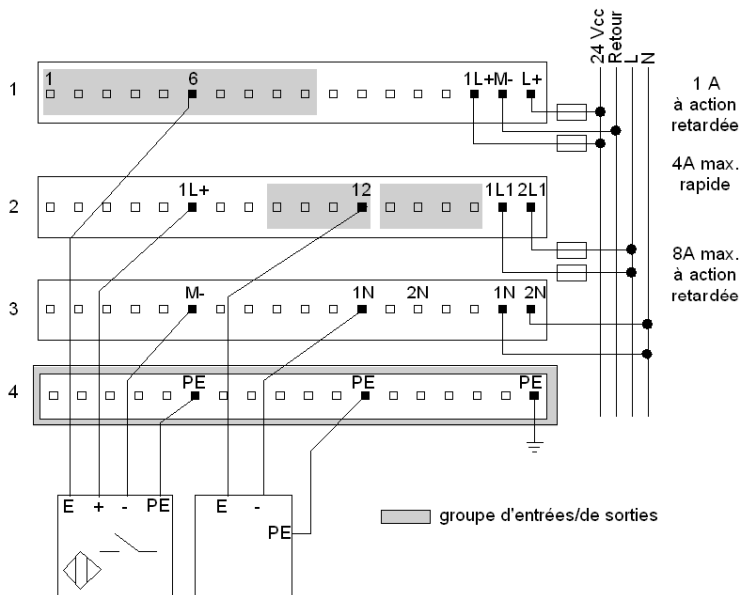 24 Vcc
Retour
L
N
1
1
6
1L+ M- L+
1 A
à action
retardée
4A max.
rapide
2
1L+
12
1L1 2L1
8A max.
à action
retardée
3
M-
1N
2N
1N
2N
4
PE
PE
PE
E + - PE
E -
PE
groupe d'entrées/de sorties